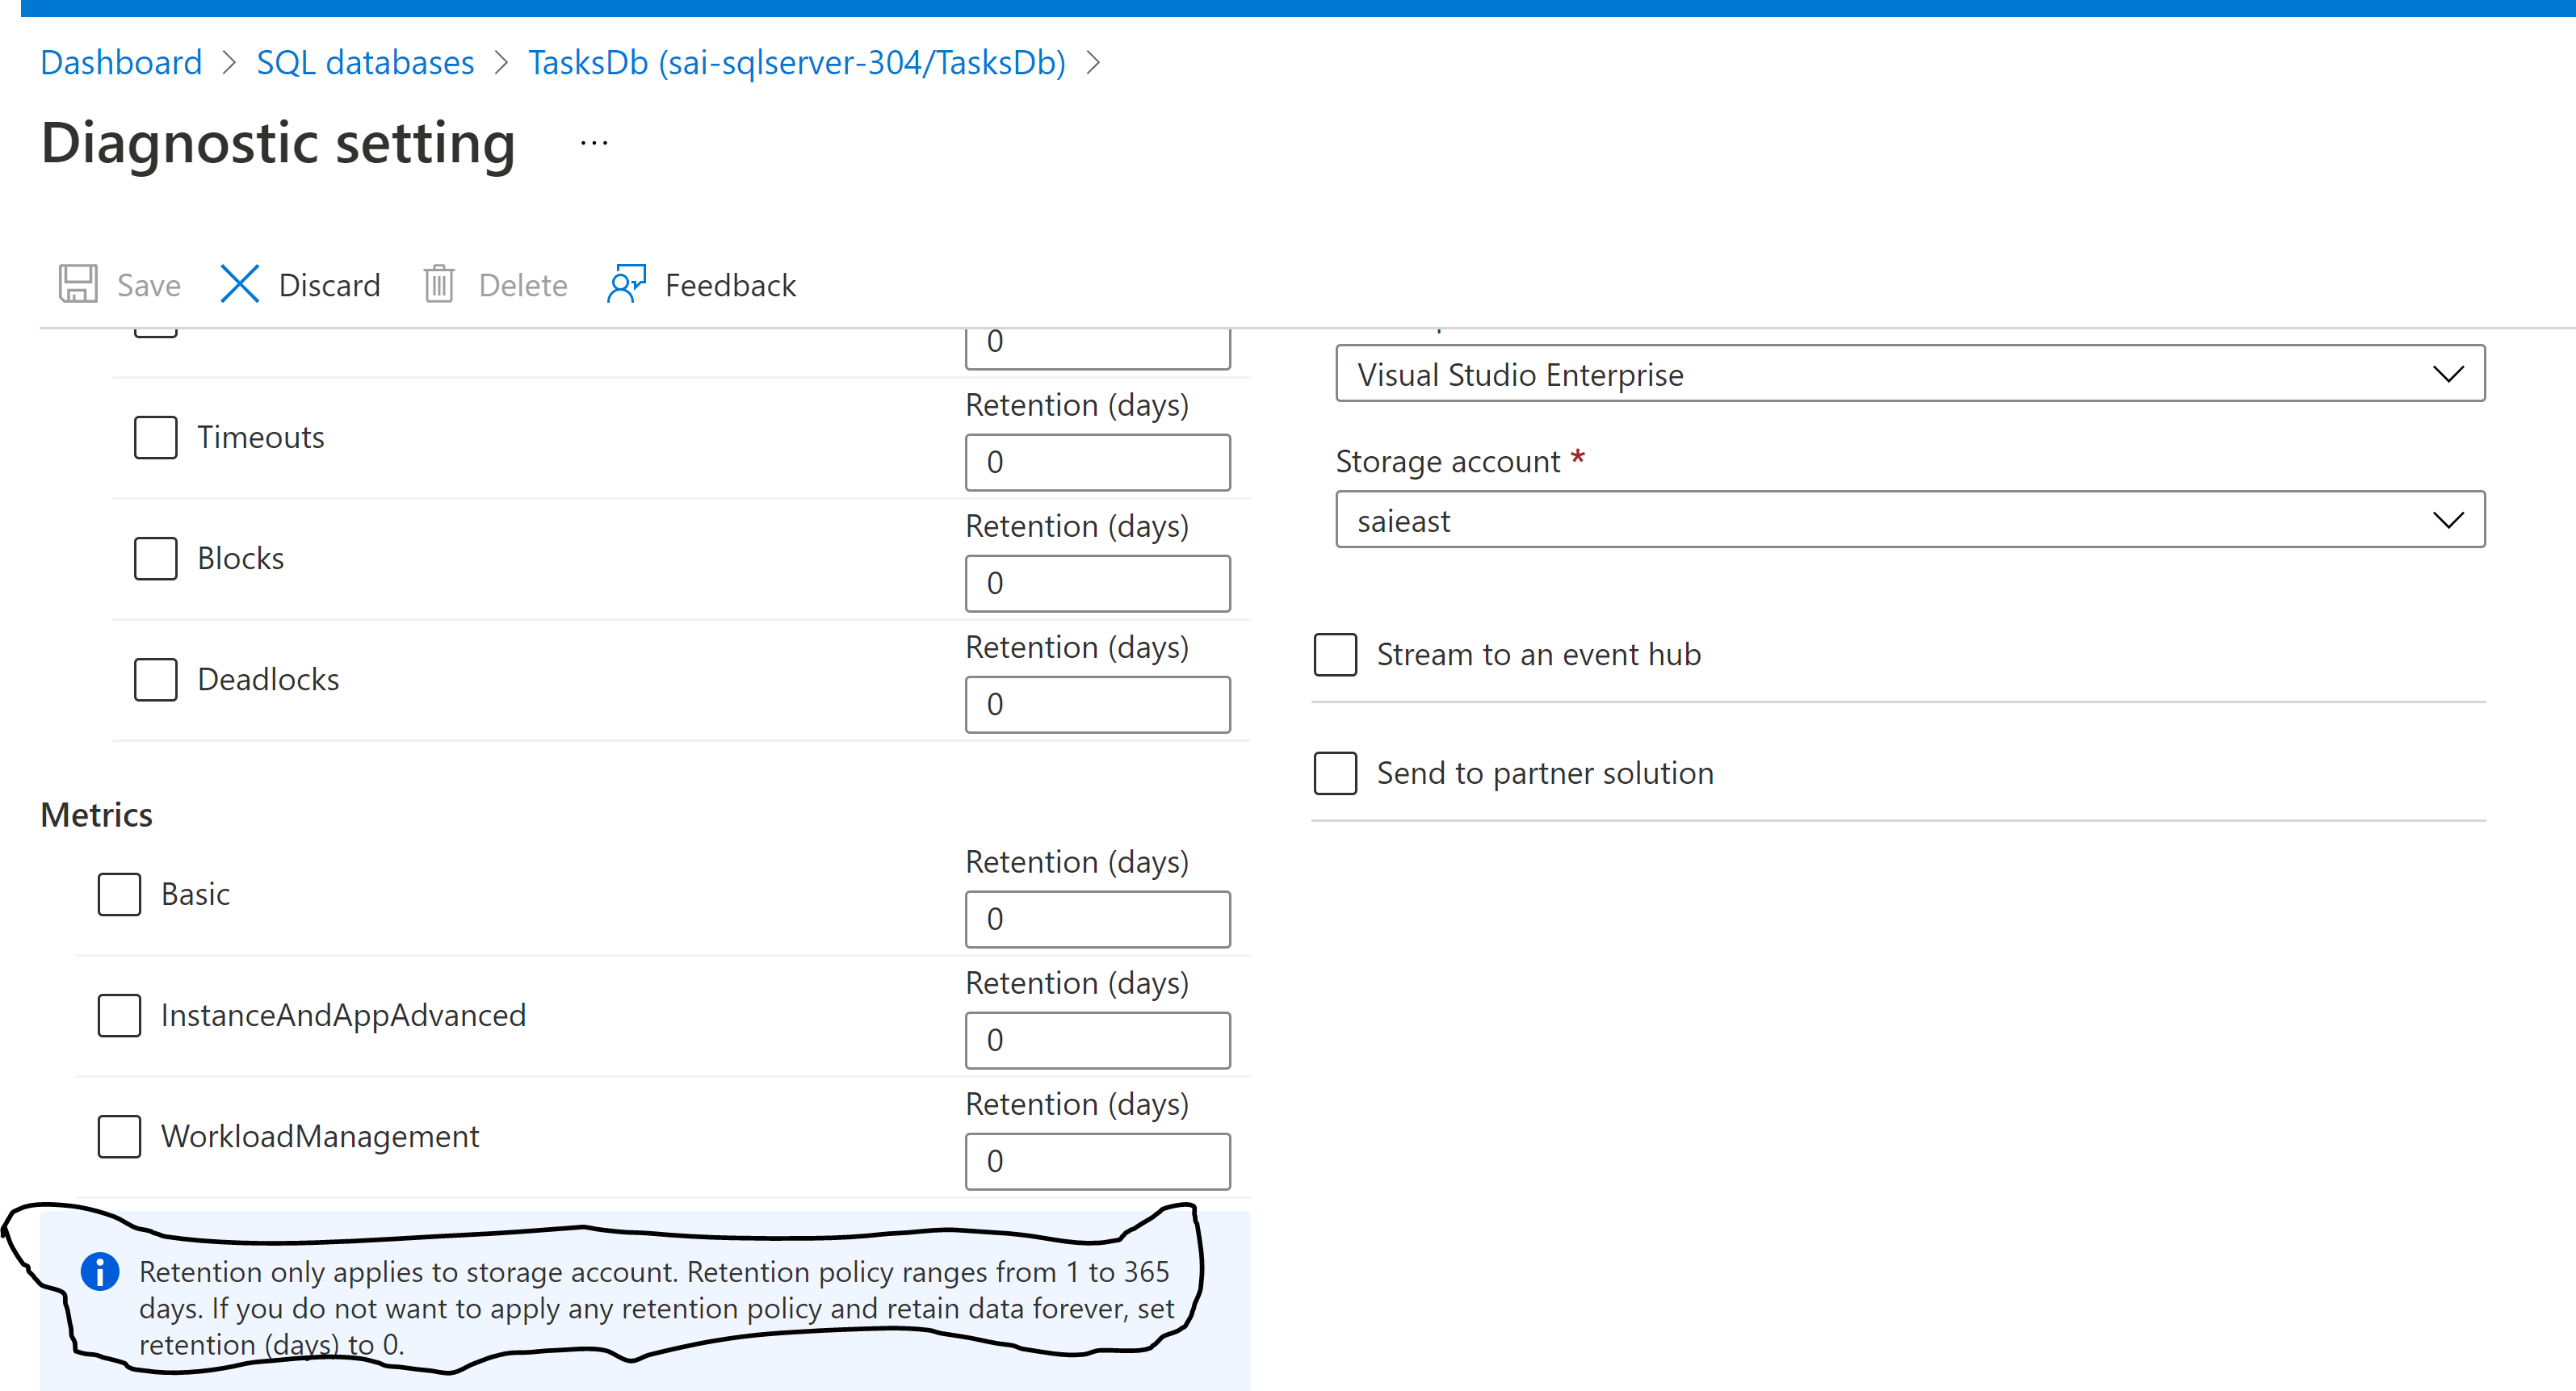 Dashboard > SQL databases > TasksDb (sai-sqlserver-304/TasksDb) >
Diagnostic setting ...
Save Discard Delete Feedback
0
Retention (days)
Timeouts
0
Retention (days)
Blocks
0
Retention (days)
Deadlocks
0
Metrics
Retention (days)
Basic
0
Retention (days)
InstanceAndAppAdvanced
0
Retention (days)
WorkloadManagement
0
Retention only applies to storage account. Retention policy ranges from 1 to 365
days. If you do not want to apply any retention policy and retain data forever, set
retention (days) to 0.
Visual Studio Enterprise
Storage account *
saieast
Stream to an event hub
Send to partner solution